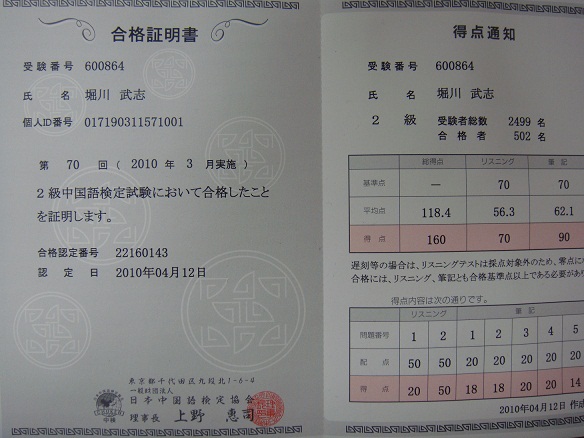 合格証明書
受験番号 600864
氏名 堀川 武志
個人ID番号 017190311571001
第 70 回 ( 2010 年 3 月実施 )
2級中国語検定試験において合格したこと
を証明します。
合格認定番号 22160143
認定日 2010年04月12日
東京都千代田区九段北1-6-4
一般財団法人
日本中国語検定協会
理事長 上野 惠司
中検
得点通知
受験番号 600864
氏名 堀川 武志
2 級 受験者総数 2499 名
合格者 502 名
総得点 リスニング 筆記
基準点 — 70 70
平均点 118.4 56.3 62.1
得点 160 70 90
遅刻等の場合は、リスニングテストは採点対象外のため、零点に
合格には、リスニング、筆記とも合格基準点以上である必要があり
得点内容は次の通りです。
リスニング 筆記
問題番号 1 2 1 2 3 4 5
配点 50 50 20 20 20 20 20
得点 20 50 18 18 20 20 14
2010年04月12日 作成